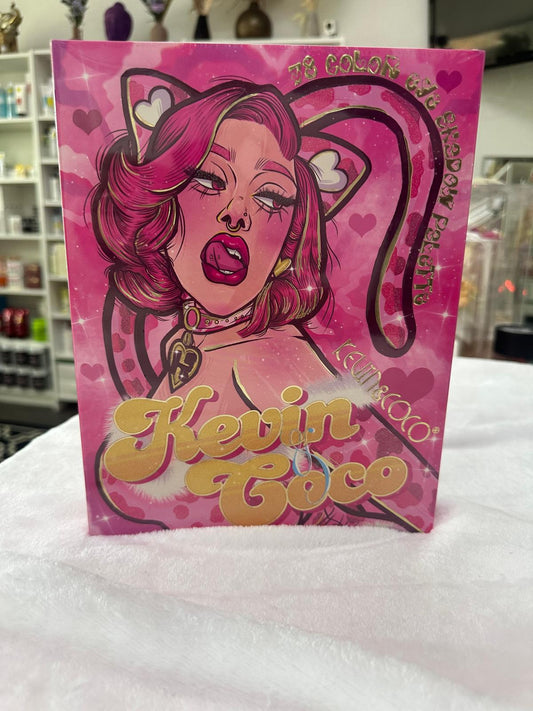 78 COLOR EYE SHADOW PALETTE
KEVIN&COCO®
Kevin
&
Coco
H